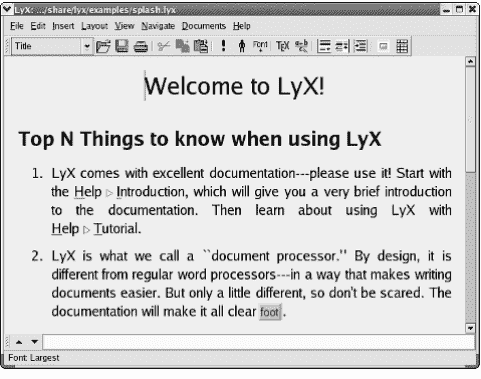 LyX: .../share/lyx/examples/splash.lyx
File Edit Insert Layout View Navigate Documents Help
Title Font TEX
Welcome to LyX!
Top N Things to know when using LyX
1. LyX comes with excellent documentation---please use it! Start with
the Help ▷ Introduction, which will give you a very brief introduction
to the documentation. Then learn about using LyX with
Help ▷ Tutorial.
2. LyX is what we call a ``document processor.'' By design, it is
different from regular word processors---in a way that makes writing
documents easier. But only a little different, so don't be scared. The
documentation will make it all clear foot.
Font: Largest